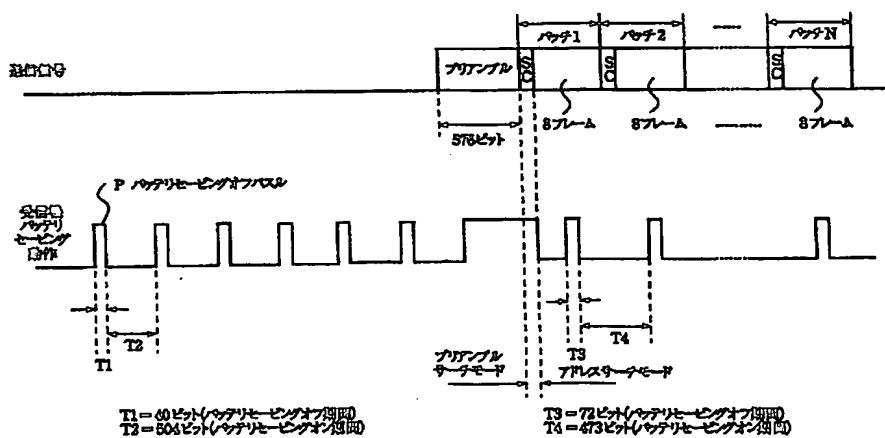 バッチ1
バッチ2
バッチN
送信信号
プリアンブル
SC
SC
SC
576ビット
8フレーム
8フレーム
8フレーム
P バッテリセービングオフパルス
受信機
バッテリ
セービング
動作
T1
T2
T3
T4
プリアンブル
サーチモード
アドレスサーチモード
T1=40ビット(バッテリセービングオフ期間)
T2=504ビット(バッテリセービングオン期間)
T3=72ビット(バッテリセービングオフ期間)
T4=473ビット(バッテリセービングオン期間)